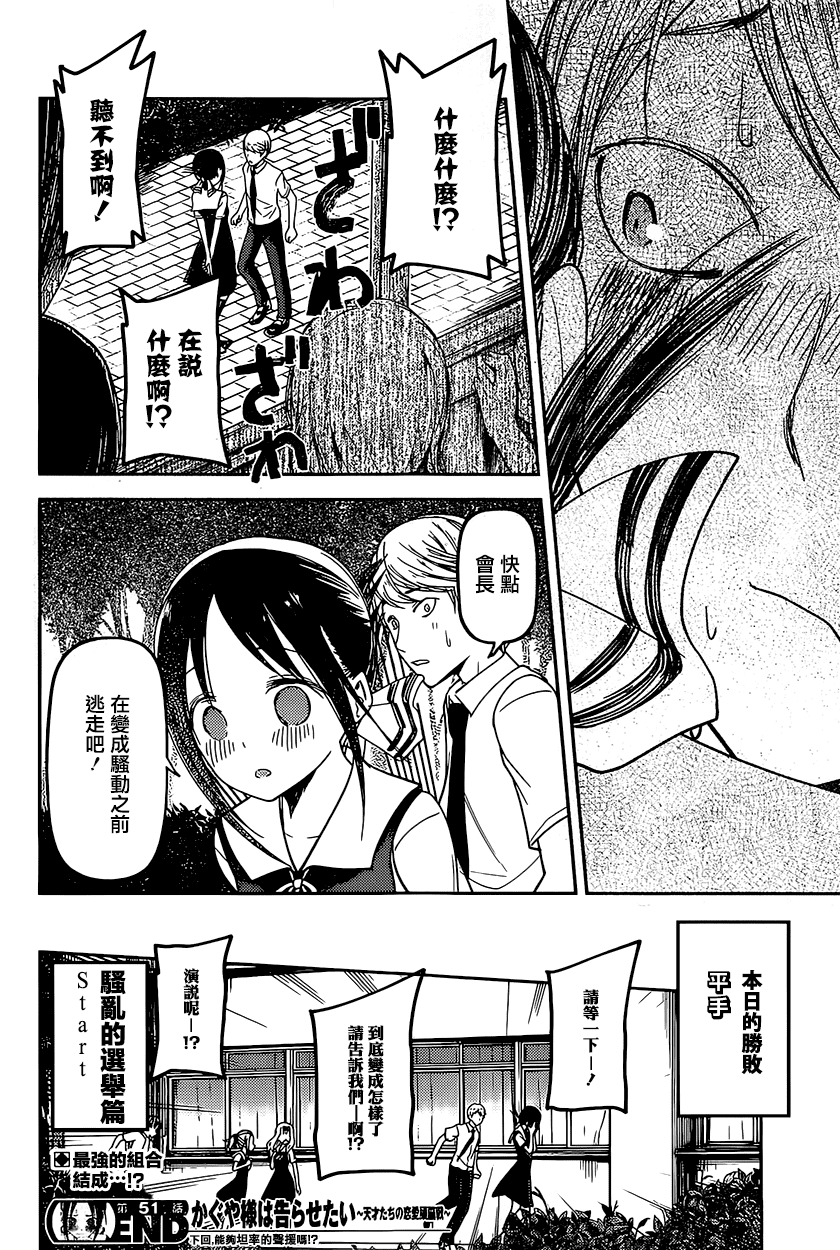 什麼什麼!?
聽不到啊！
ざわ
在說
什麼啊!?
ざわ
快點
會長
在變成騷動之前
逃走吧！
本日的勝敗
平手
請等一下ー！
到底變成怎樣了
請告訴我們ー啊!?
演說呢ー!?
騷亂的選舉篇
Start
最強的組合
結成…!?
第51話
END
かぐや様は告らせたい
～天才たちの恋愛頭脳戦～
下回,能夠坦率的聲援嗎!?